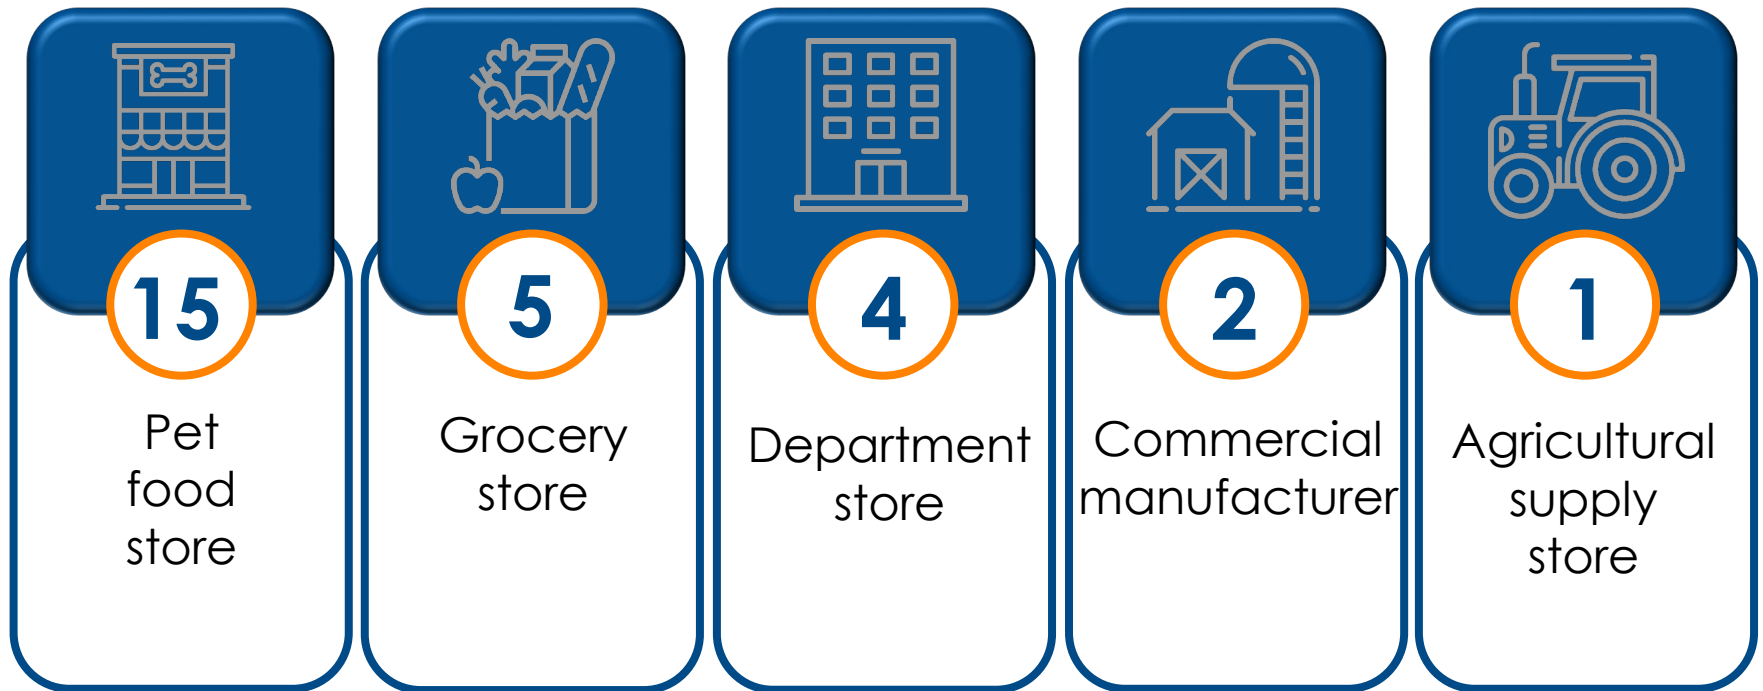 15
Pet
food
store
5
Grocery
store
4
Department
store
2
Commercial
manufacturer
1
Agricultural
supply
store